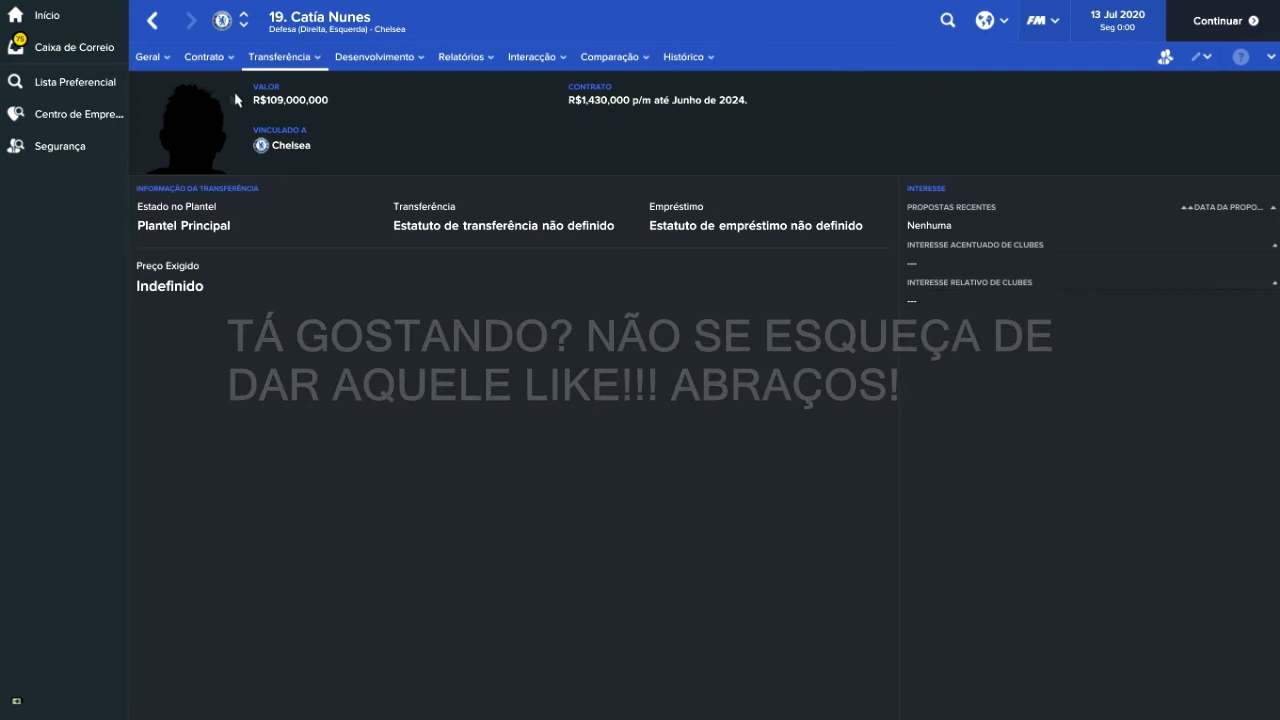 Início
75
Caixa de Correio
Lista Preferencial
Centro de Empre...
Segurança
19. Catía Nunes
Defesa (Direita, Esquerda) - Chelsea
FM
13 Jul 2020
Seg 0:00
Continuar
Geral
Contrato
Transferência
Desenvolvimento
Relatórios
Interacção
Comparação
Histórico
?
VALOR
R$109,000,000
CONTRATO
R$1,430,000 p/m até Junho de 2024.
VINCULADO A
Chelsea
INFORMAÇÃO DA TRANSFERÊNCIA
Estado no Plantel
Plantel Principal
Transferência
Estatuto de transferência não definido
Empréstimo
Estatuto de empréstimo não definido
Preço Exigido
Indefinido
INTERESSE
PROPOSTAS RECENTES
DATA DA PROPO...
Nenhuma
INTERESSE ACENTUADO DE CLUBES
---
INTERESSE RELATIVO DE CLUBES
---
TÁ GOSTANDO? NÃO SE ESQUEÇA DE
DAR AQUELE LIKE!!! ABRAÇOS!